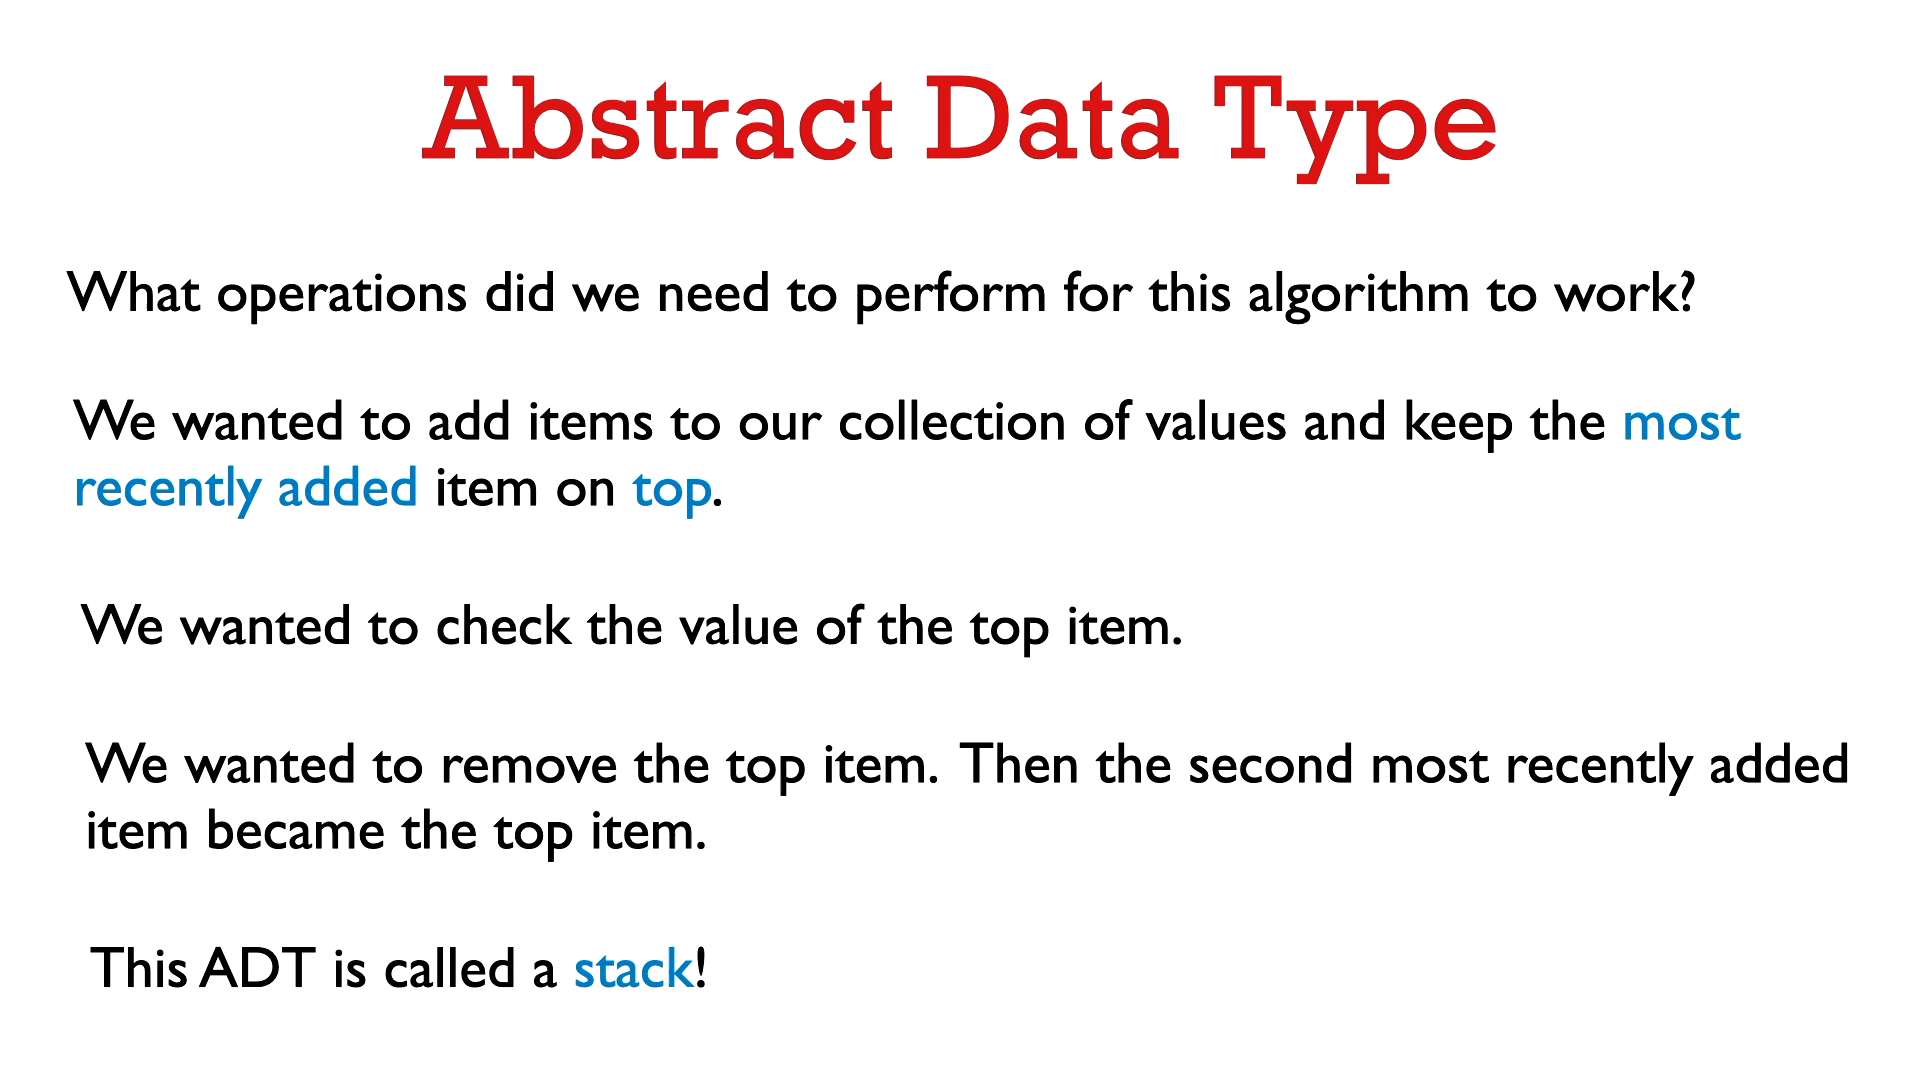 Abstract Data Type
What operations did we need to perform for this algorithm to work?
We wanted to add items to our collection of values and keep the most
recently added item on top.
We wanted to check the value of the top item.
We wanted to remove the top item. Then the second most recently added
item became the top item.
This ADT is called a stack!